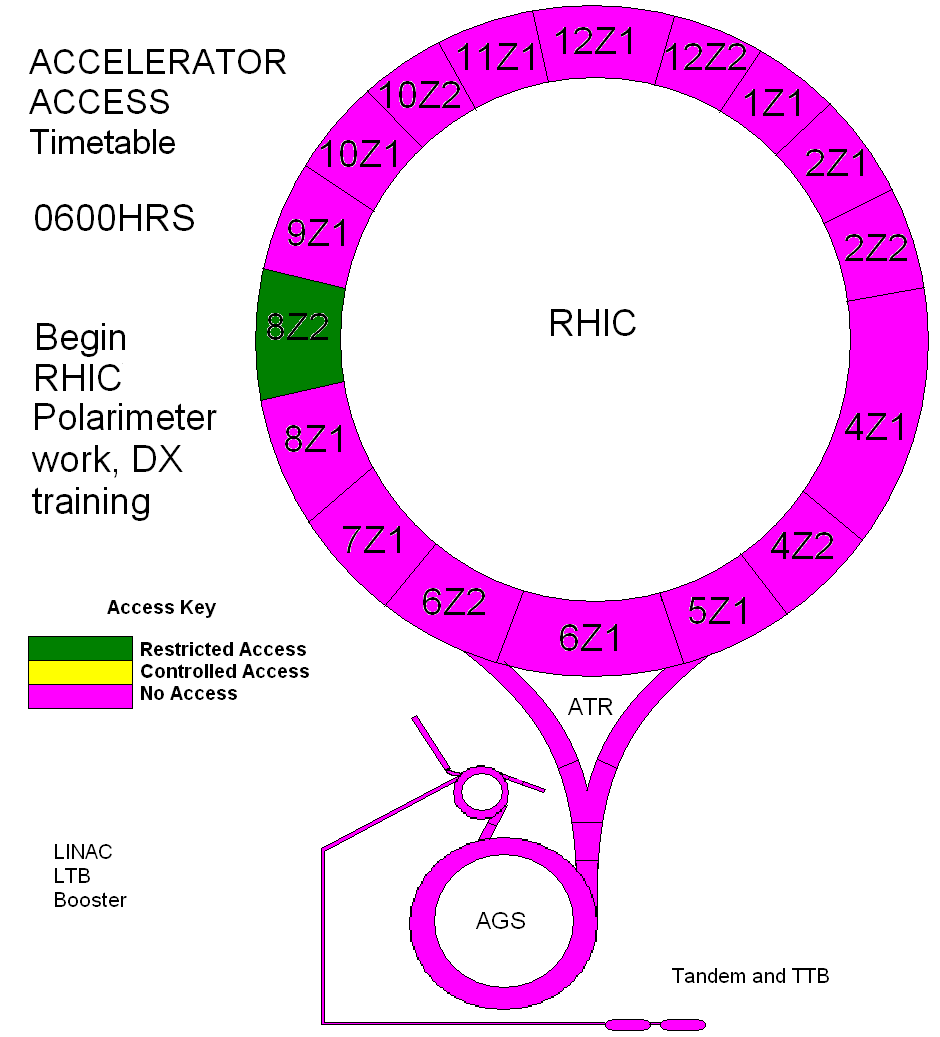 ACCELERATOR
ACCESS
Timetable
0600HRS
Begin
RHIC
Polarimeter
work, DX
training
12Z1
12Z2
1Z1
2Z1
2Z2
4Z1
4Z2
5Z1
6Z1
6Z2
7Z1
8Z1
8Z2
9Z1
10Z1
10Z2
11Z1
RHIC
Access Key
Restricted Access
Controlled Access
No Access
ATR
LINAC
LTB
Booster
AGS
Tandem and TTB